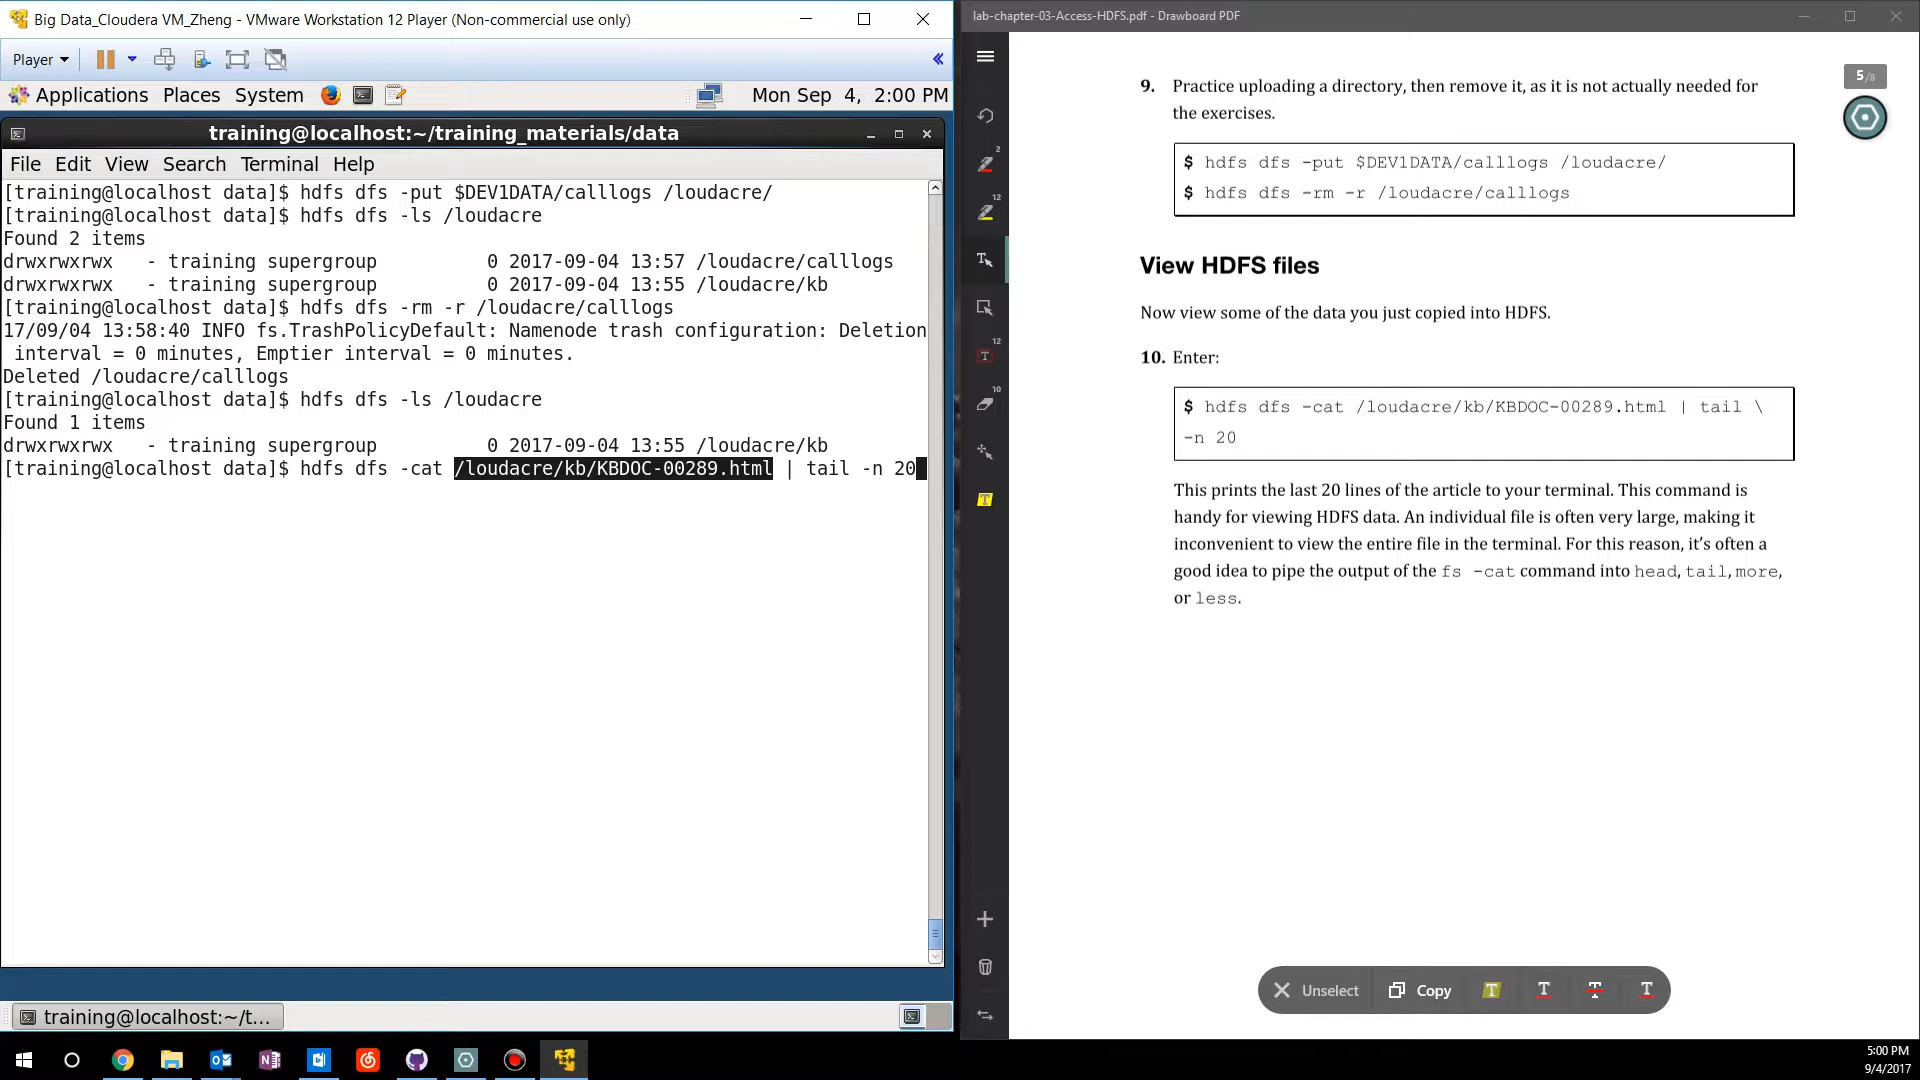 Big Data_Cloudera VM_Zheng - VMware Workstation 12 Player (Non-commercial use only)
Player
Applications Places System
Mon Sep 4, 2:00 PM
training@localhost:~/training_materials/data
File Edit View Search Terminal Help
[training@localhost data]$ hdfs dfs -put $DEV1DATA/calllogs /loudacre/
[training@localhost data]$ hdfs dfs -ls /loudacre
Found 2 items
drwxrwxrwx   - training supergroup          0 2017-09-04 13:57 /loudacre/calllogs
drwxrwxrwx   - training supergroup          0 2017-09-04 13:55 /loudacre/kb
[training@localhost data]$ hdfs dfs -rm -r /loudacre/calllogs
17/09/04 13:58:40 INFO fs.TrashPolicyDefault: Namenode trash configuration: Deletion
interval = 0 minutes, Emptier interval = 0 minutes.
Deleted /loudacre/calllogs
[training@localhost data]$ hdfs dfs -ls /loudacre
Found 1 items
drwxrwxrwx   - training supergroup          0 2017-09-04 13:55 /loudacre/kb
[training@localhost data]$ hdfs dfs -cat /loudacre/kb/KBDOC-00289.html | tail -n 20
training@localhost:~/t...
lab-chapter-03-Access-HDFS.pdf - Drawboard PDF
5/8
2
12
12
10
9. Practice uploading a directory, then remove it, as it is not actually needed for
the exercises.
$ hdfs dfs -put $DEV1DATA/calllogs /loudacre/
$ hdfs dfs -rm -r /loudacre/calllogs
View HDFS files
Now view some of the data you just copied into HDFS.
10. Enter:
$ hdfs dfs -cat /loudacre/kb/KBDOC-00289.html | tail \
-n 20
This prints the last 20 lines of the article to your terminal. This command is
handy for viewing HDFS data. An individual file is often very large, making it
inconvenient to view the entire file in the terminal. For this reason, it's often a
good idea to pipe the output of the fs -cat command into head, tail, more,
or less.
Unselect Copy T T T T
5:00 PM
9/4/2017